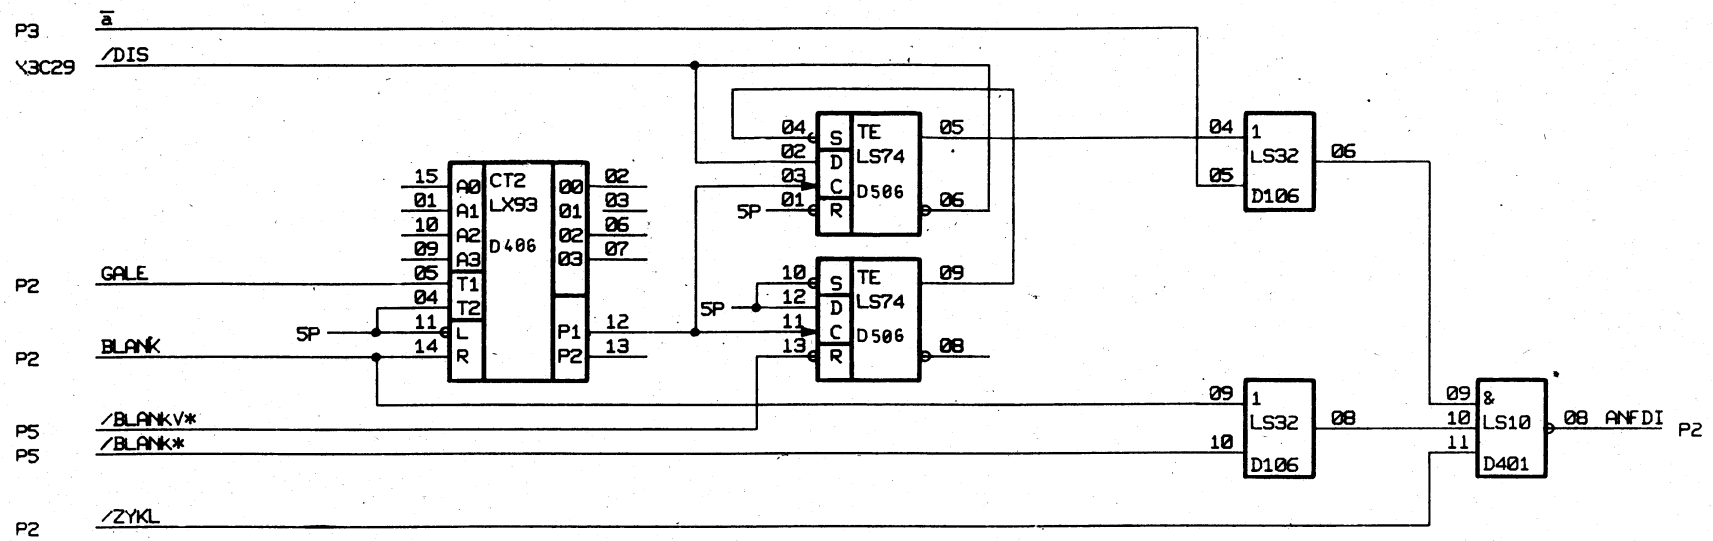 P3 a̅
X3C29 /DIS
04 S TE 05
02 D LS74
03 C D506
5P 01 R 06
04 1 06
LS32
05 D106
15 A0 CT2 00 02
01 A1 LX93 01 03
10 A2 D406 02 06
09 A3 03 07
P2 GALE 05 T1
04 T2
5P 11 L P1 12
P2 BLANK 14 R P2 13
10 S TE 09
5P 12 D LS74
11 C D506
13 R 08
P5 /BLANKV*
P5 /BLANK*
09 1
LS32 08
10 D106
09 &
10 LS10 08 ANFDI P2
11 D401
P2 /ZYKL